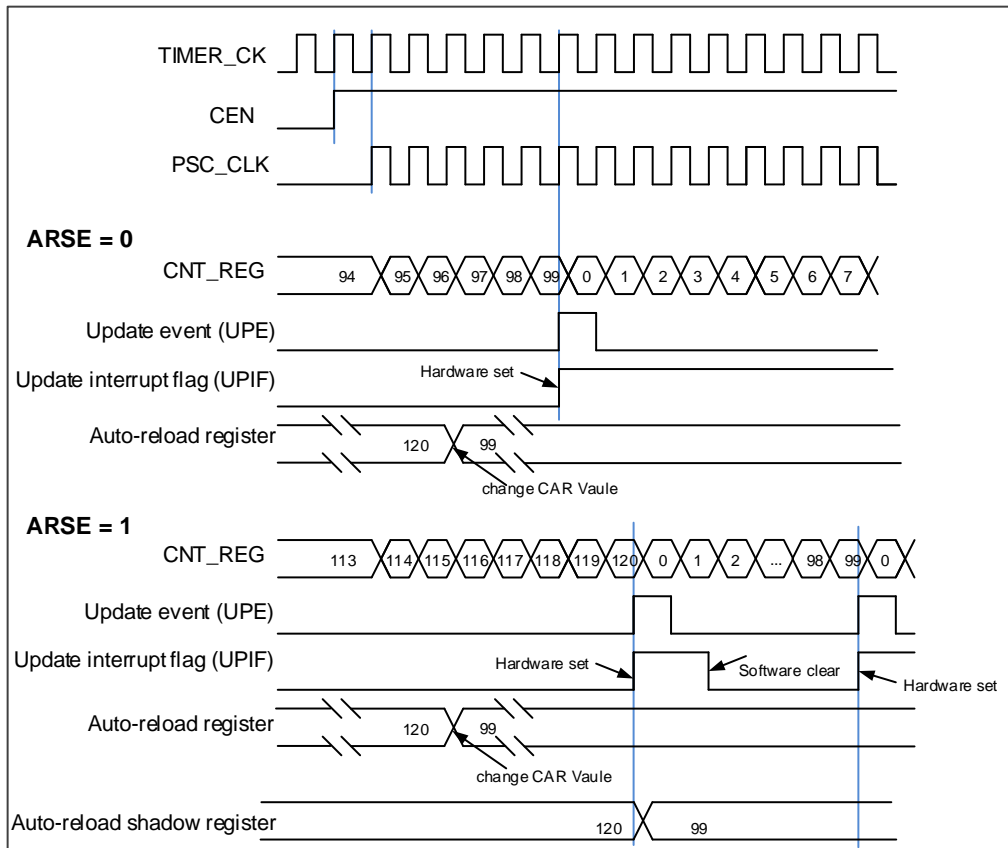 TIMER_CK
CEN
PSC_CLK
ARSE = 0
CNT_REG 94 95 96 97 98 99 0 1 2 3 4 5 6 7
Update event (UPE)
Update interrupt flag (UPIF) Hardware set
Auto-reload register 120 99
change CAR Vaule
ARSE = 1
CNT_REG 113 114 115 116 117 118 119 120 0 1 2 ... 98 99 0
Update event (UPE)
Update interrupt flag (UPIF) Hardware set Software clear Hardware set
Auto-reload register 120 99
change CAR Vaule
Auto-reload shadow register 120 99